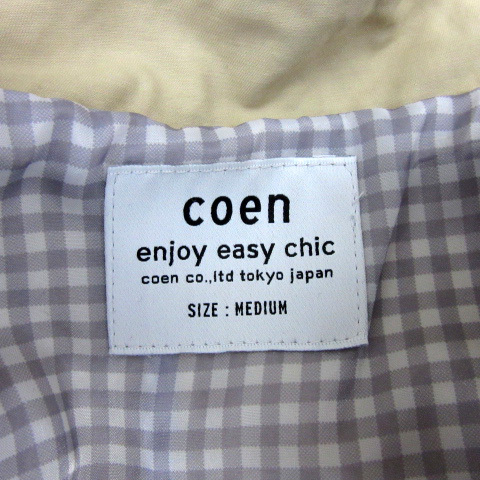 coen
enjoy easy chic
coen co.,ltd tokyo japan
SIZE : MEDIUM